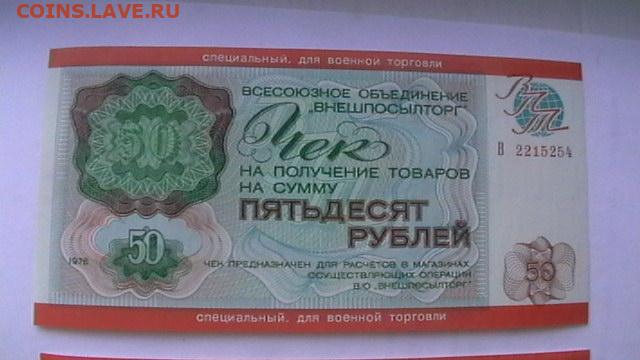 COINS.LAVE.RU
СПЕЦИАЛЬНЫЙ, ДЛЯ ВОЕННОЙ ТОРГОВЛИ
ВСЕСОЮЗНОЕ ОБЪЕДИНЕНИЕ
„ВНЕШПОСЫЛТОРГ"
ВПТ
50
Чек
В 2215254
НА ПОЛУЧЕНИЕ ТОВАРОВ
НА СУММУ
ПЯТЬДЕСЯТ
РУБЛЕЙ
50
1976
ЧЕК ПРЕДНАЗНАЧЕН ДЛЯ РАСЧЕТОВ В МАГАЗИНАХ
ОСУЩЕСТВЛЯЮЩИХ ОПЕРАЦИИ
В/О „ВНЕШПОСЫЛТОРГ"
50
СПЕЦИАЛЬНЫЙ, ДЛЯ ВОЕННОЙ ТОРГОВЛИ